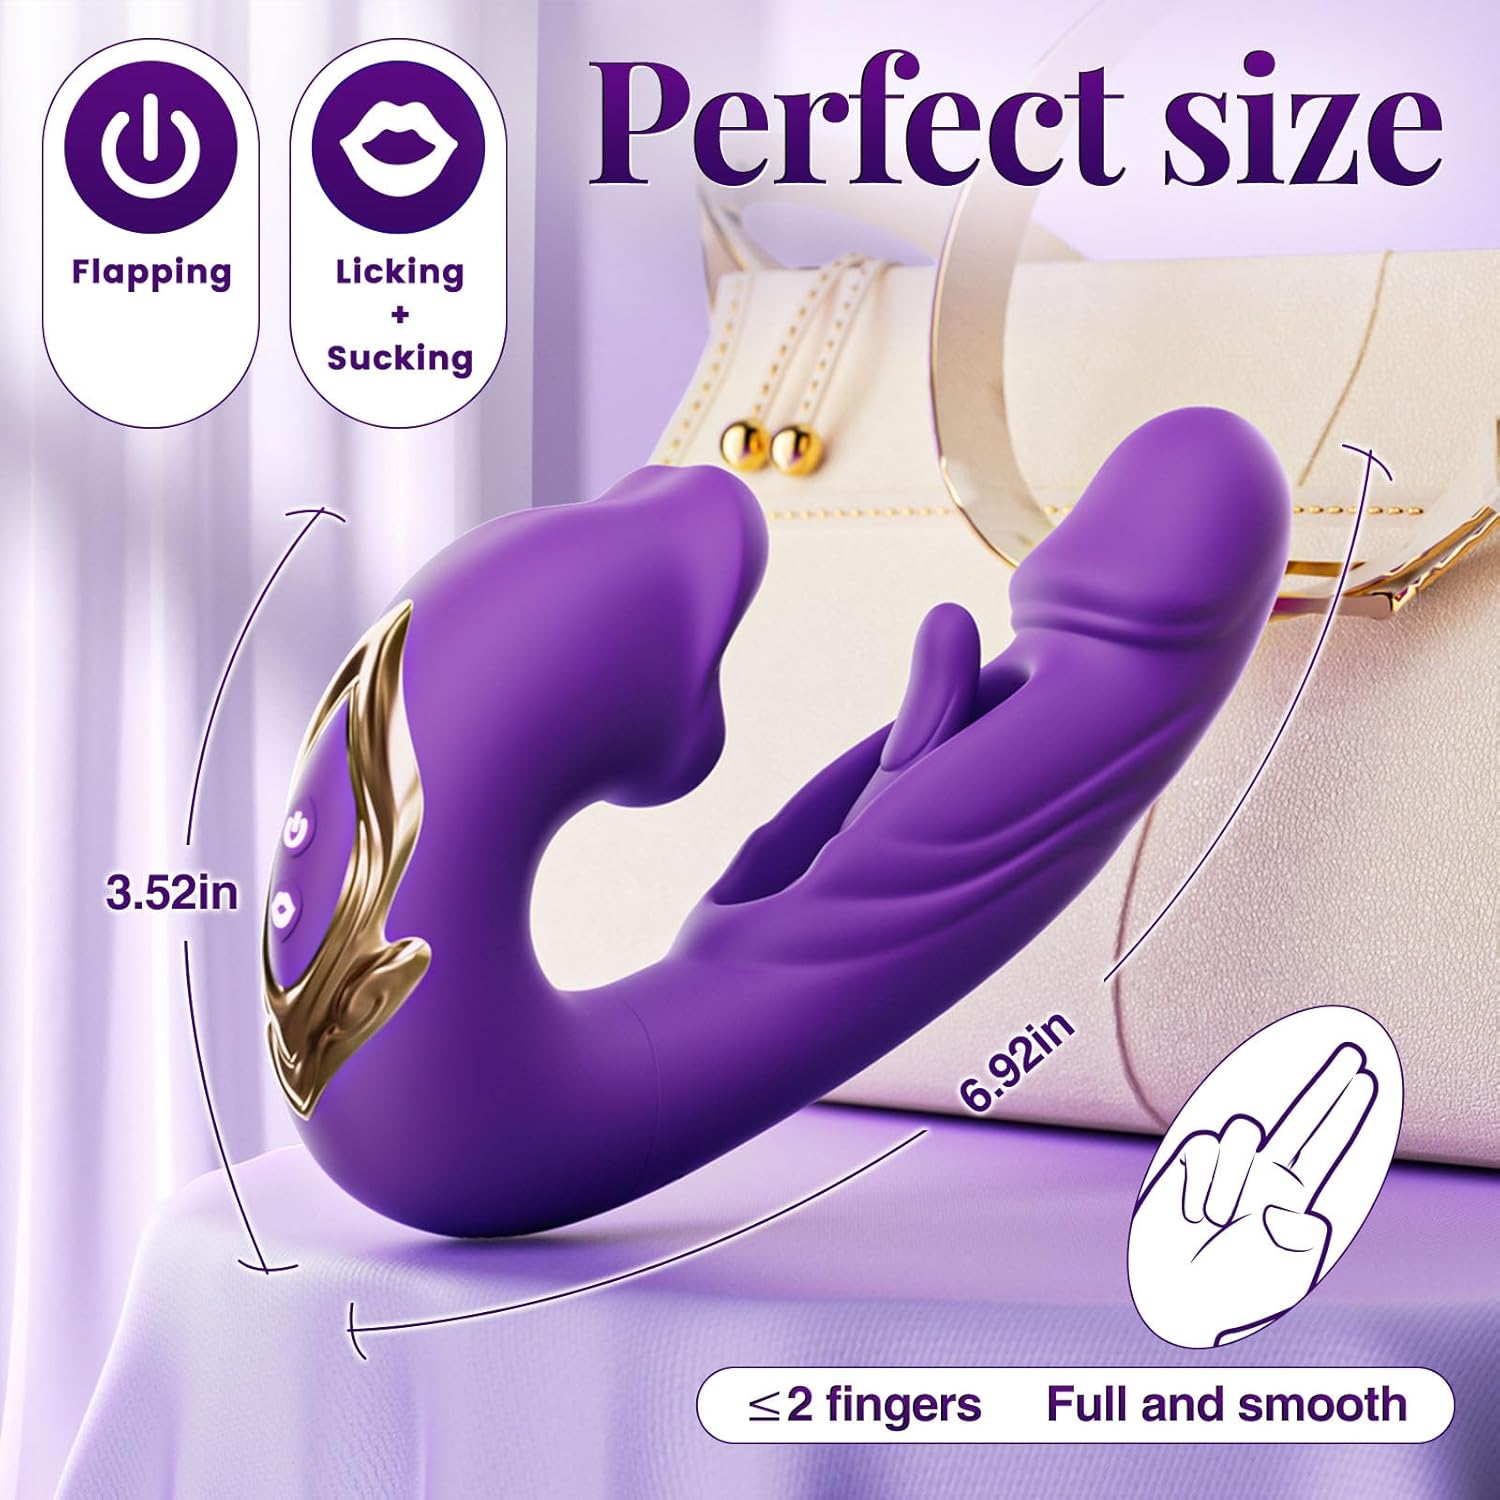 Perfect size
Flapping
Licking
+
Sucking
3.52in
6.92in
≤2 fingers Full and smooth